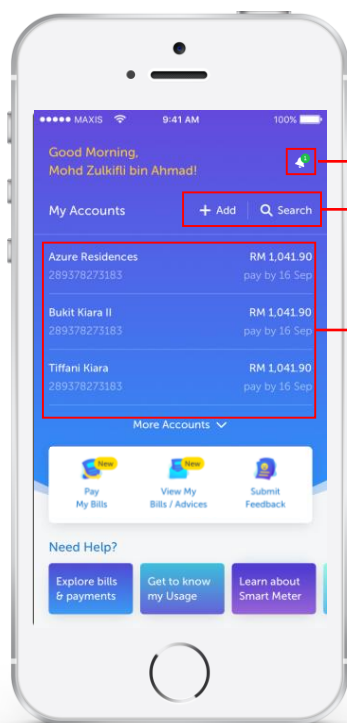 MAXIS 9:41 AM 100%
Good Morning,
Mohd Zulkifli bin Ahmad!
1
My Accounts + Add Search
Azure Residences RM 1,041.90
289378273183 pay by 16 Sep
Bukit Kiara II RM 1,041.90
289378273183 pay by 16 Sep
Tiffani Kiara RM 1,041.90
289378273183 pay by 16 Sep
More Accounts
New New
Pay View My Submit
My Bills Bills / Advices Feedback
Need Help?
Explore bills Get to know Learn about
& payments my Usage Smart Meter